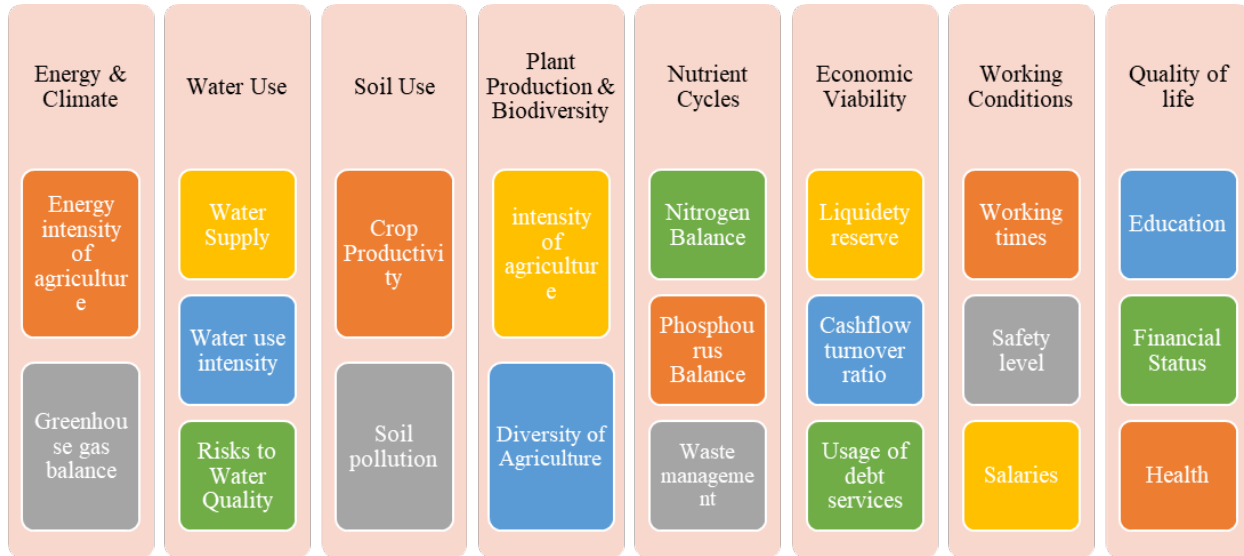 Energy &
Climate
Energy
intensity
of
agricultur
e
Greenhou
se gas
balance
Water Use
Water
Supply
Water use
intensity
Risks to
Water
Quality
Soil Use
Crop
Productivi
ty
Soil
pollution
Plant
Production &
Biodiversity
intensity
of
agricultur
e
Diversity of
Agriculture
Nutrient
Cycles
Nitrogen
Balance
Phosphou
rus
Balance
Waste
manageme
nt
Economic
Viability
Liquidety
reserve
Cashflow
turnover
ratio
Usage of
debt
services
Working
Conditions
Working
times
Safety
level
Salaries
Quality of
life
Education
Financial
Status
Health